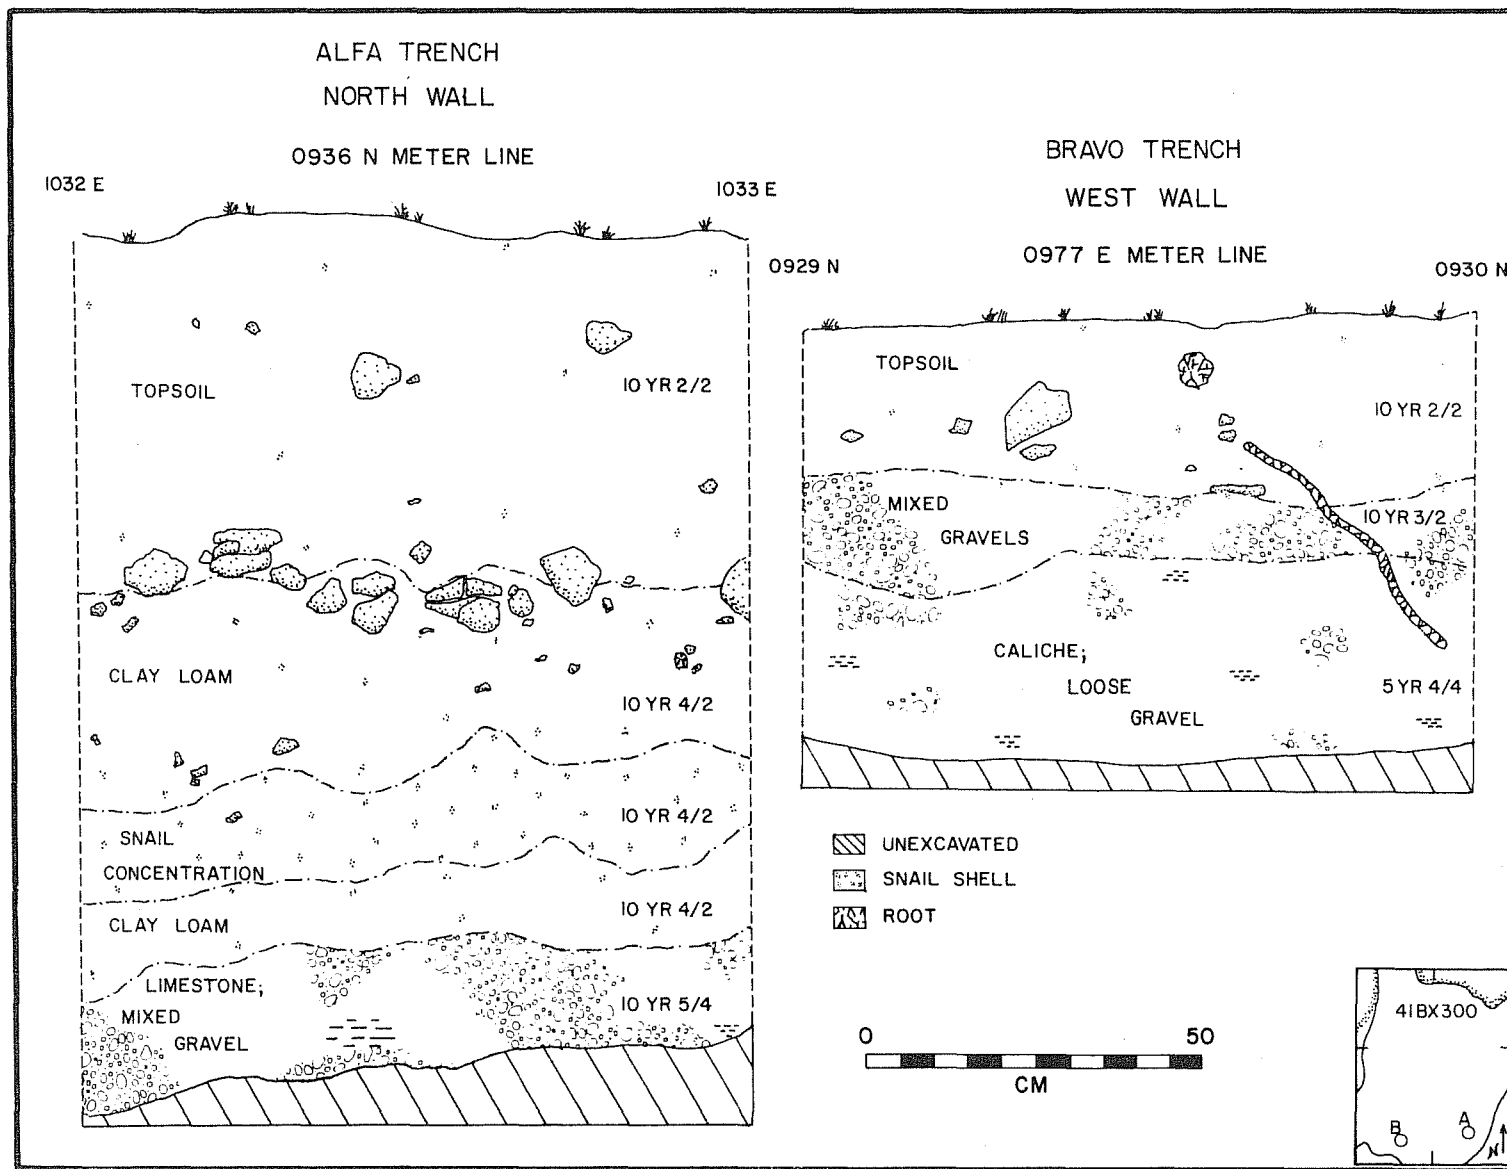 ALFA TRENCH
NORTH WALL
0936 N METER LINE
1032 E
1033 E
TOPSOIL
10 YR 2/2
CLAY LOAM
10 YR 4/2
SNAIL
CONCENTRATION
10 YR 4/2
CLAY LOAM
10 YR 4/2
LIMESTONE;
MIXED
GRAVEL
10 YR 5/4
BRAVO TRENCH
WEST WALL
0977 E METER LINE
0929 N
0930 N
TOPSOIL
10 YR 2/2
MIXED
GRAVELS
10 YR 3/2
CALICHE;
LOOSE
GRAVEL
5 YR 4/4
UNEXCAVATED
SNAIL SHELL
ROOT
0 50
CM
41BX300
B A
N